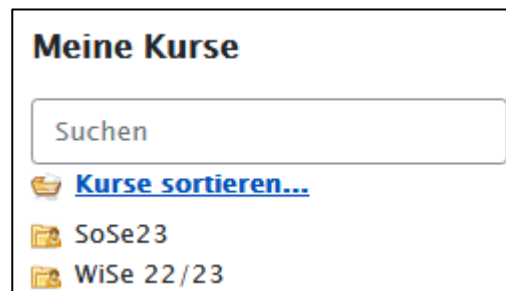 Meine Kurse
Suchen
Kurse sortieren...
SoSe23
WiSe 22/23